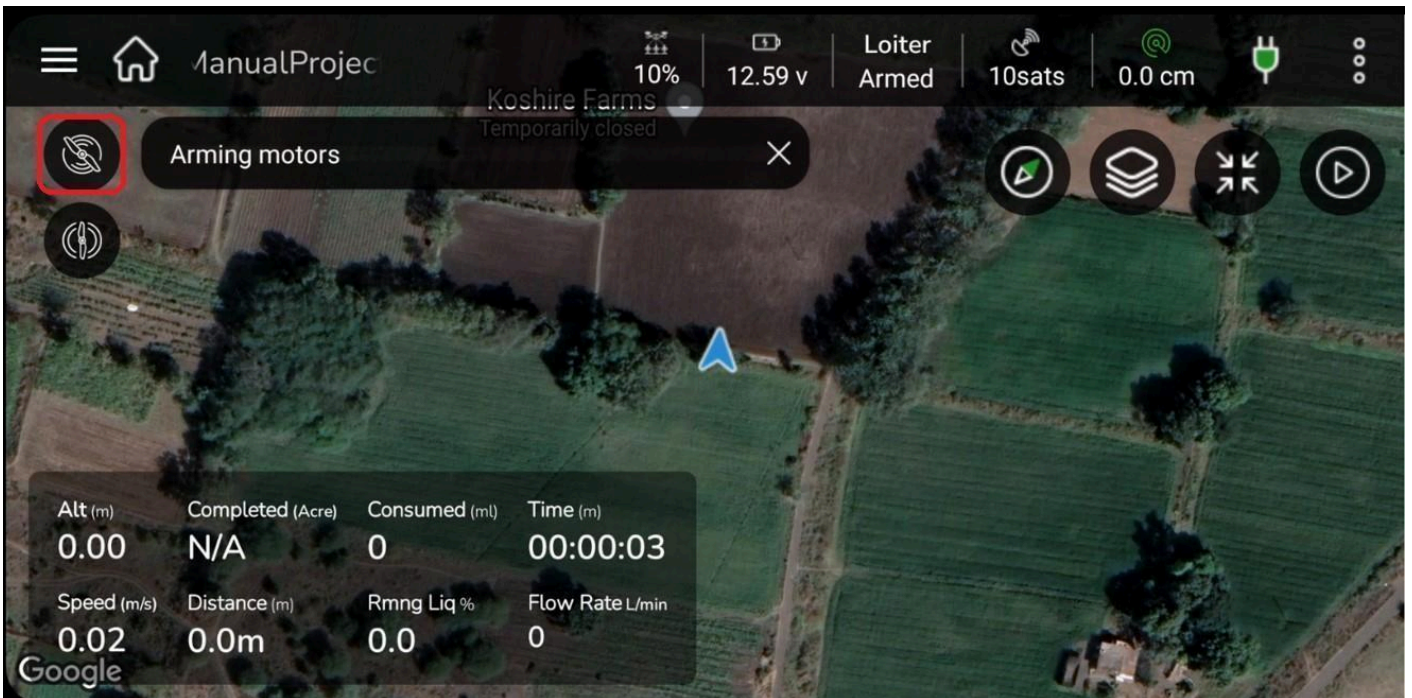 ManualProjec
10%
12.59 v
Loiter
Armed
10sats
0.0 cm
Koshire Farms
Temporarily closed
Arming motors
Alt (m)
0.00
Completed (Acre)
N/A
Consumed (ml)
0
Time (m)
00:00:03
Speed (m/s)
0.02
Distance (m)
0.0m
Rmng Liq %
0.0
Flow Rate L/min
0
Google